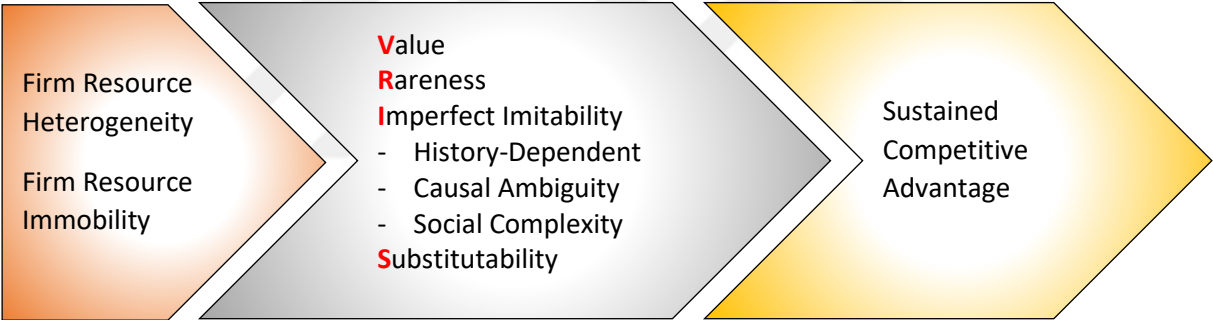 Firm Resource
Heterogeneity
Firm Resource
Immobility
Value
Rareness
Imperfect Imitability
- History-Dependent
- Causal Ambiguity
- Social Complexity
Substitutability
Sustained
Competitive
Advantage